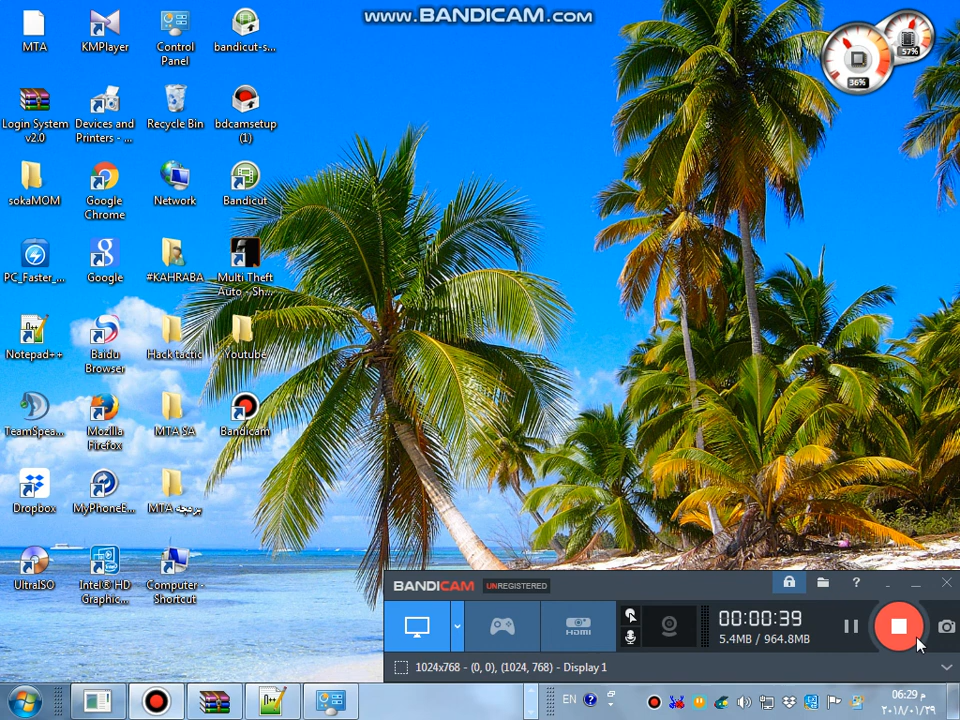 www.BANDICAM.com
MTA
KMPlayer
Control
Panel
bandicut-s...
36%
57%
Login System
v2.0
Devices and
Printers - ...
Recycle Bin
bdcamsetup
(1)
sokaMOM
Google
Chrome
Network
Bandicut
PC_Faster_...
Google
#KAHRABA
Multi Theft
Auto - Sh...
Notepad++
Baidu
Browser
Hack tactic
Youtube
TeamSpea...
Mozilla
Firefox
MTA SA
Bandicam
Dropbox
MyPhoneE...
برمجه MTA
UltraISO
Intel® HD
Graphic...
Computer -
Shortcut
BANDICAM UNREGISTERED
HDMI
00:00:39
5.4MB / 964.8MB
1024x768 - (0, 0), (1024, 768) - Display 1
EN
06:29 م
٢٠١٨/٠١/٢٩